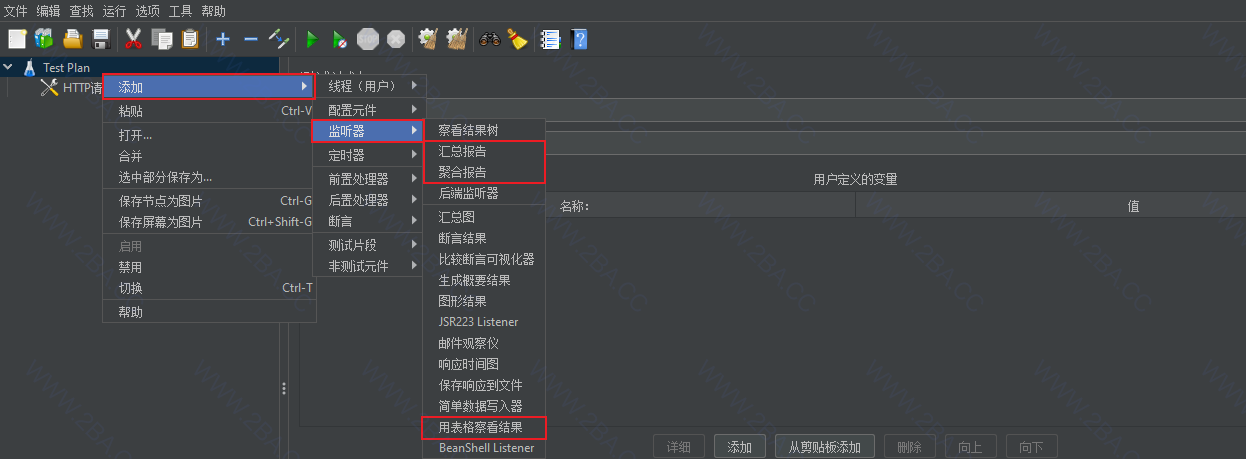 文件 编辑 查找 运行 选项 工具 帮助
STOP
Test Plan
HTTP请
添加
粘贴 Ctrl-V
打开...
合并
选中部分保存为...
保存节点为图片 Ctrl-G
保存屏幕为图片 Ctrl+Shift-G
启用
禁用
切换 Ctrl-T
帮助
线程（用户）
配置元件
监听器
定时器
前置处理器
后置处理器
断言
测试片段
非测试元件
察看结果树
汇总报告
聚合报告
后端监听器
汇总图
断言结果
比较断言可视化器
生成概要结果
图形结果
JSR223 Listener
邮件观察仪
响应时间图
保存响应到文件
简单数据写入器
用表格察看结果
BeanShell Listener
用户定义的变量
名称: 值
详细 添加 从剪贴板添加 删除 向上 向下
WWW.2BA.CC